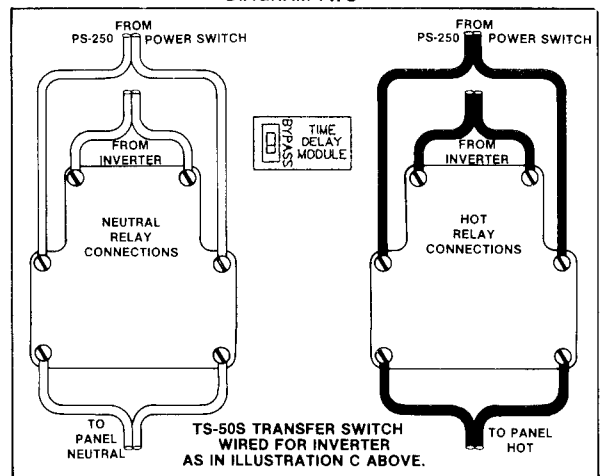 FROM
PS-250 POWER SWITCH
FROM
INVERTER
NEUTRAL
RELAY
CONNECTIONS
TO
PANEL
NEUTRAL
BYPASS
TIME
DELAY
MODULE
FROM
PS-250 POWER SWITCH
FROM
INVERTER
HOT
RELAY
CONNECTIONS
TO PANEL
HOT
TS-50S TRANSFER SWITCH
WIRED FOR INVERTER
AS IN ILLUSTRATION C ABOVE.